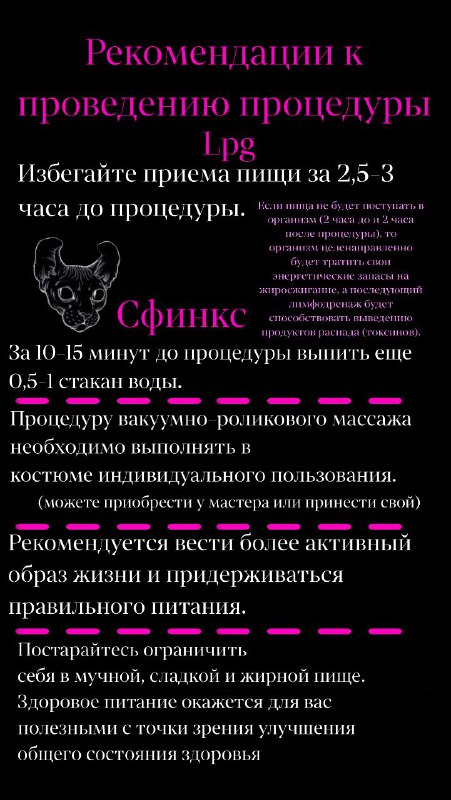 Рекомендации к
проведению процедуры
Lpg
Избегайте приема пищи за 2,5-3
часа до процедуры.
Если пища не будет поступать в
организм (2 часа до и 2 часа
после процедуры), то
организм целенаправленно
будет тратить свои
энергетические запасы на
жиросжигание, а последующий
лимфодренаж будет
способствовать выведению
продуктов распада (токсинов).
Сфинкс
За 10-15 минут до процедуры выпить еще
0,5-1 стакан воды.
Процедуру вакуумно-роликового массажа
необходимо выполнять в
костюме индивидуального пользования.
(можете приобрести у мастера или принести свой)
Рекомендуется вести более активный
образ жизни и придерживаться
правильного питания.
Постарайтесь ограничить
себя в мучной, сладкой и жирной пище.
Здоровое питание окажется для вас
полезными с точки зрения улучшения
общего состояния здоровья